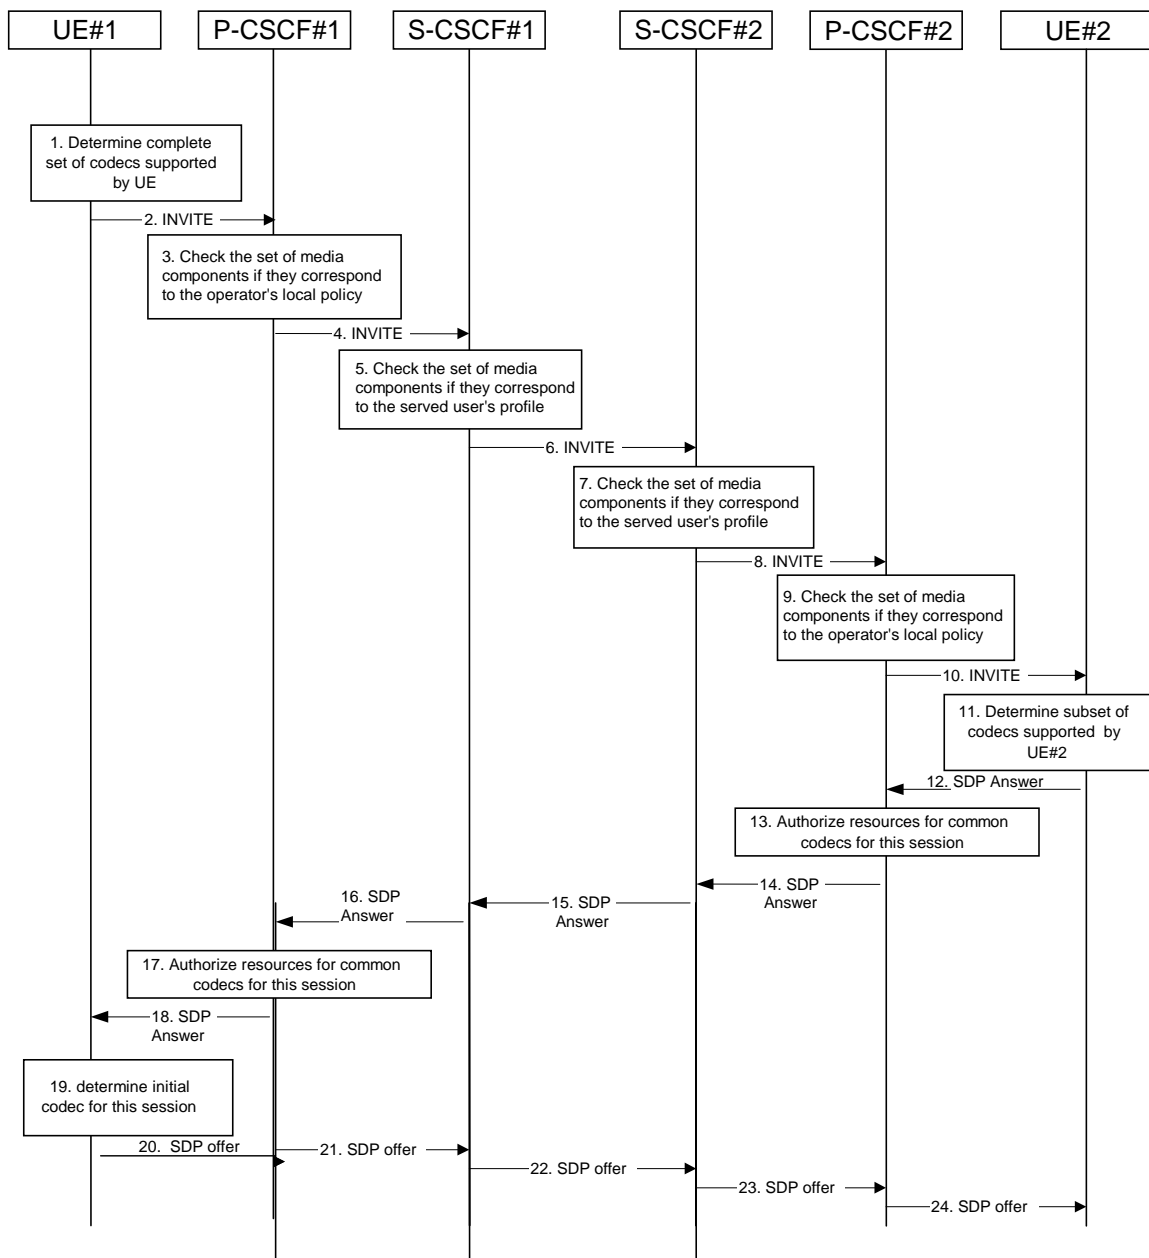 UE#1
P-CSCF#1
S-CSCF#1
S-CSCF#2
P-CSCF#2
UE#2
1. Determine complete
set of codecs supported
by UE
2. INVITE
3. Check the set of media
components if they correspond
to the operator's local policy
4. INVITE
5. Check the set of media
components if they correspond
to the served user's profile
6. INVITE
7. Check the set of media
components if they correspond
to the served user's profile
8. INVITE
9. Check the set of media
components if they correspond
to the operator's local policy
10. INVITE
11. Determine subset of
codecs supported by
UE#2
12. SDP Answer
13. Authorize resources for common
codecs for this session
14. SDP
Answer
15. SDP
Answer
16. SDP
Answer
17. Authorize resources for common
codecs for this session
18. SDP
Answer
19. determine initial
codec for this session
20. SDP offer
21. SDP offer
22. SDP offer
23. SDP offer
24. SDP offer